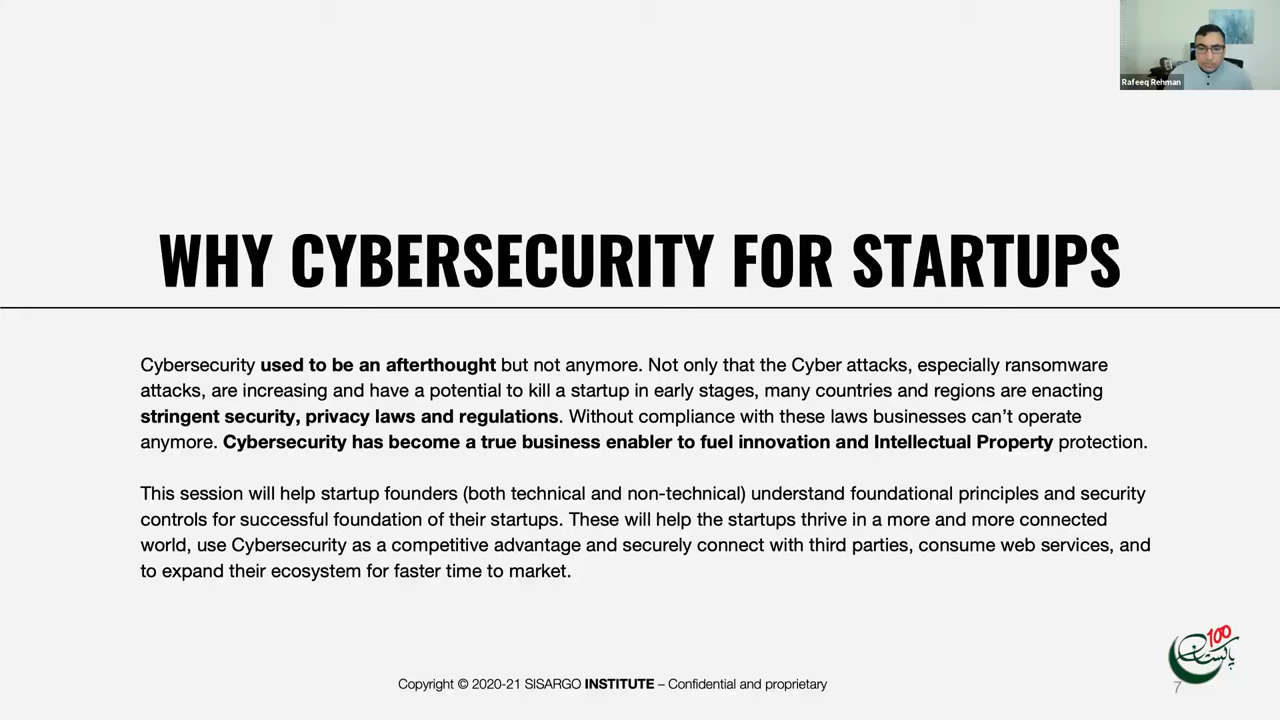 Rafeeq Rehman
WHY CYBERSECURITY FOR STARTUPS
Cybersecurity used to be an afterthought but not anymore. Not only that the Cyber attacks, especially ransomware
attacks, are increasing and have a potential to kill a startup in early stages, many countries and regions are enacting
stringent security, privacy laws and regulations. Without compliance with these laws businesses can’t operate
anymore. Cybersecurity has become a true business enabler to fuel innovation and Intellectual Property protection.
This session will help startup founders (both technical and non-technical) understand foundational principles and security
controls for successful foundation of their startups. These will help the startups thrive in a more and more connected
world, use Cybersecurity as a competitive advantage and securely connect with third parties, consume web services, and
to expand their ecosystem for faster time to market.
100
پاکستان
7
Copyright © 2020-21 SISARGO INSTITUTE – Confidential and proprietary